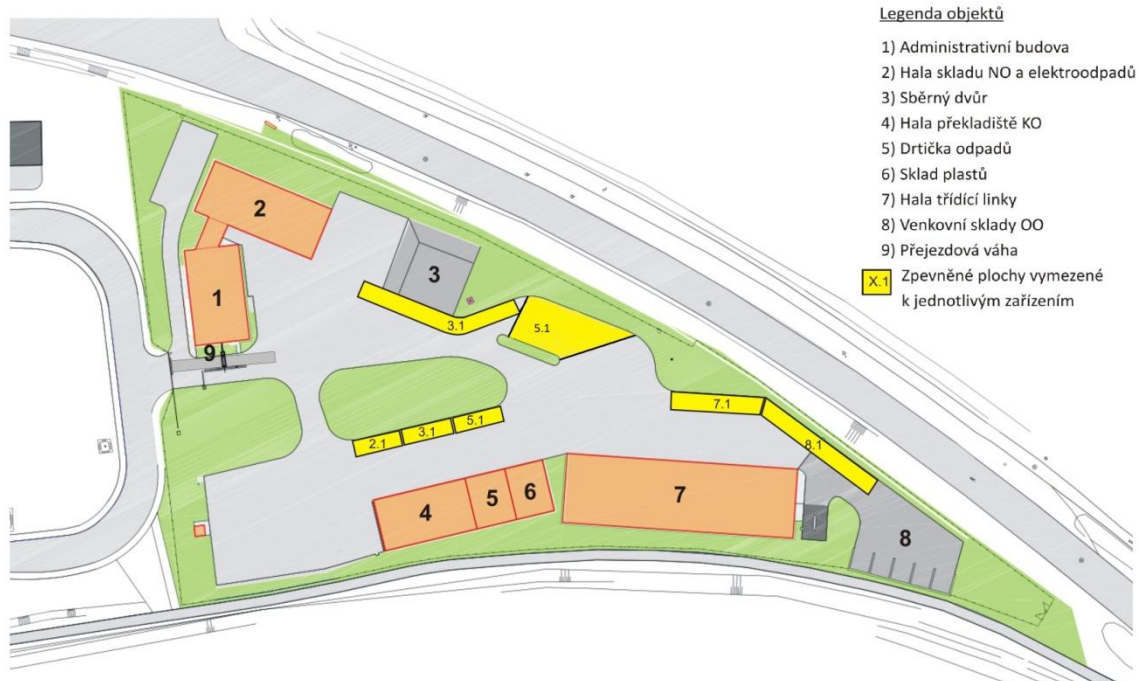 Legenda objektů
1) Administrativní budova
2) Hala skladu NO a elektroodpadů
3) Sběrný dvůr
4) Hala překladiště KO
5) Drtička odpadů
6) Sklad plastů
7) Hala třídící linky
8) Venkovní sklady OO
9) Přejezdová váha
X.1 Zpevněné plochy vymezené
k jednotlivým zařízením
2
1
3
3.1
5.1
9
7.1
2.1
3.1
5.1
8.1
4
5
6
7
8